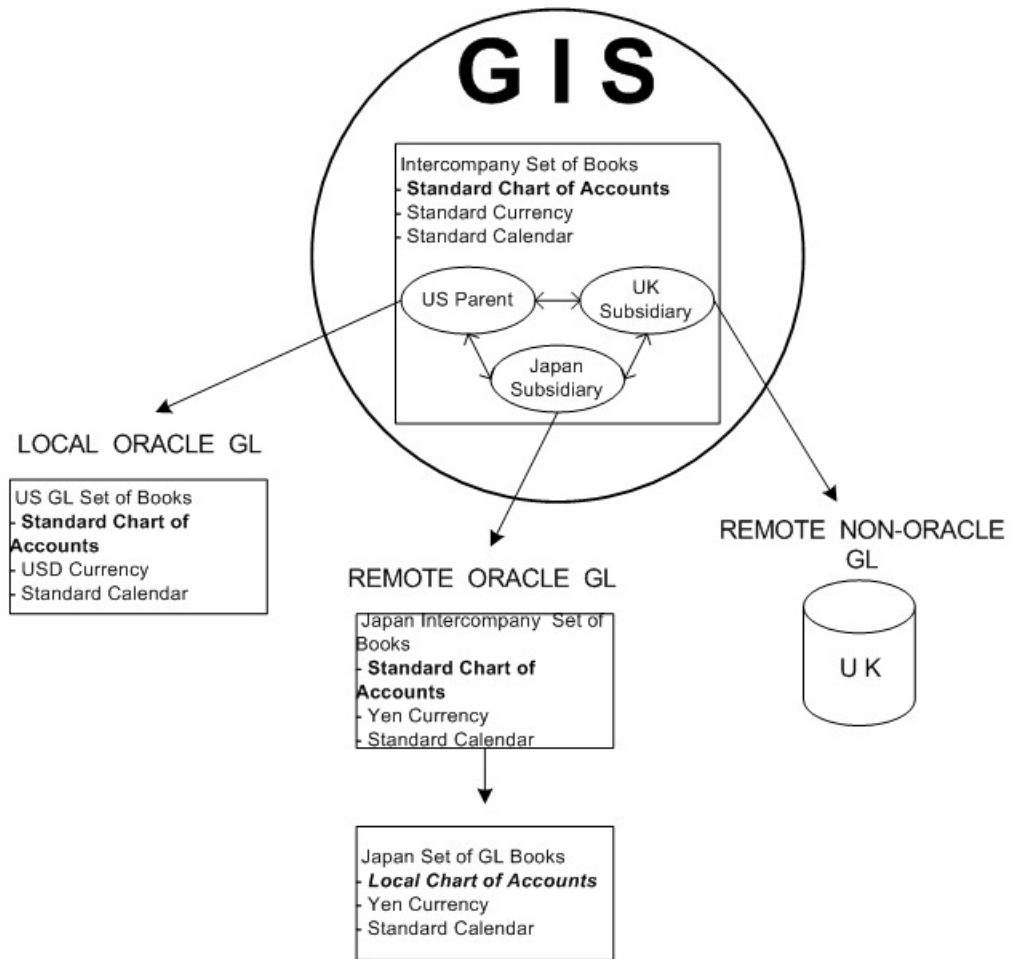 G I S
Intercompany Set of Books
- Standard Chart of Accounts
- Standard Currency
- Standard Calendar
US Parent
UK
Subsidiary
Japan
Subsidiary
LOCAL ORACLE GL
US GL Set of Books
- Standard Chart of
Accounts
- USD Currency
- Standard Calendar
REMOTE ORACLE GL
Japan Intercompany Set of
Books
- Standard Chart of
Accounts
- Yen Currency
- Standard Calendar
Japan Set of GL Books
- Local Chart of Accounts
- Yen Currency
- Standard Calendar
REMOTE NON-ORACLE
GL
U K